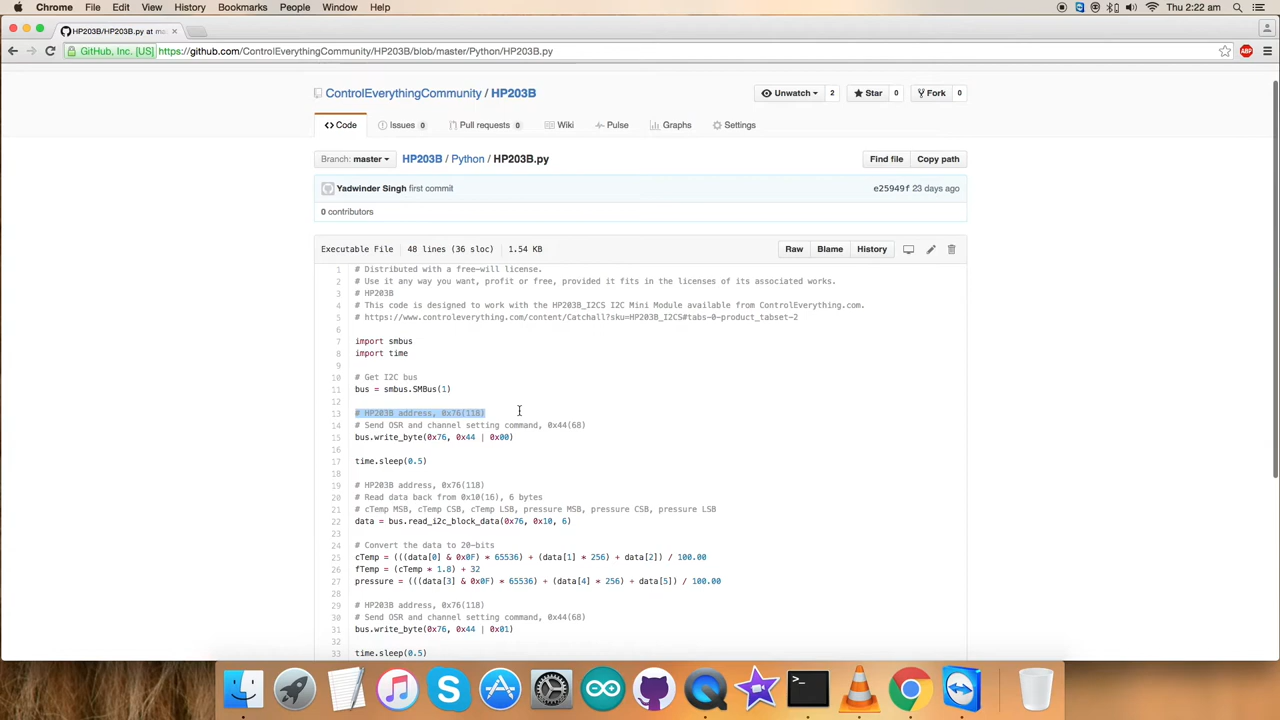 Chrome File Edit View History Bookmarks People Window Help Thu 2:22 am
HP203B/HP203B.py at ma
GitHub, Inc. [US] https://github.com/ControlEverythingCommunity/HP203B/blob/master/Python/HP203B.py
ControlEverythingCommunity / HP203B Unwatch 2 Star 0 Fork 0
Code Issues 0 Pull requests 0 Wiki Pulse Graphs Settings
Branch: master HP203B / Python / HP203B.py Find file Copy path
Yadwinder Singh first commit e25949f 23 days ago
0 contributors
Executable File 48 lines (36 sloc) 1.54 KB Raw Blame History
1 # Distributed with a free-will license.
2 # Use it any way you want, profit or free, provided it fits in the licenses of its associated works.
3 # HP203B
4 # This code is designed to work with the HP203B_I2CS I2C Mini Module available from ControlEverything.com.
5 # https://www.controleverything.com/content/Catchall?sku=HP203B_I2CS#tabs-0-product_tabset-2
6
7 import smbus
8 import time
9
10 # Get I2C bus
11 bus = smbus.SMBus(1)
12
13 # HP203B address, 0x76(118)
14 # Send OSR and channel setting command, 0x44(68)
15 bus.write_byte(0x76, 0x44 | 0x00)
16
17 time.sleep(0.5)
18
19 # HP203B address, 0x76(118)
20 # Read data back from 0x10(16), 6 bytes
21 # cTemp MSB, cTemp CSB, cTemp LSB, pressure MSB, pressure CSB, pressure LSB
22 data = bus.read_i2c_block_data(0x76, 0x10, 6)
23
24 # Convert the data to 20-bits
25 cTemp = (((data[0] & 0x0F) * 65536) + (data[1] * 256) + data[2]) / 100.00
26 fTemp = (cTemp * 1.8) + 32
27 pressure = (((data[3] & 0x0F) * 65536) + (data[4] * 256) + data[5]) / 100.00
28
29 # HP203B address, 0x76(118)
30 # Send OSR and channel setting command, 0x44(68)
31 bus.write_byte(0x76, 0x44 | 0x01)
32
33 time.sleep(0.5)